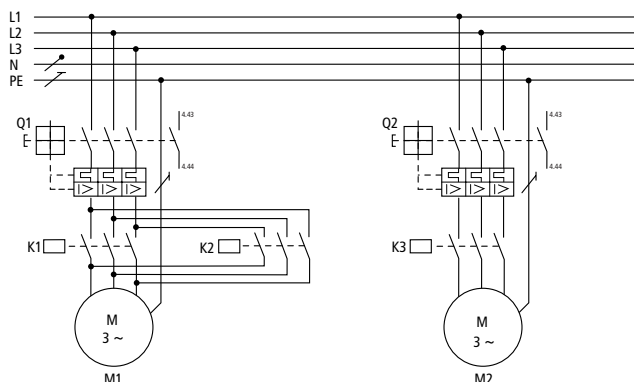 L1
L2
L3
N
PE
Q1
4.43
Q2
4.43
4.44
4.44
I> I> I>
I> I> I>
K1
K2
K3
M
3 ~
M
3 ~
M1
M2